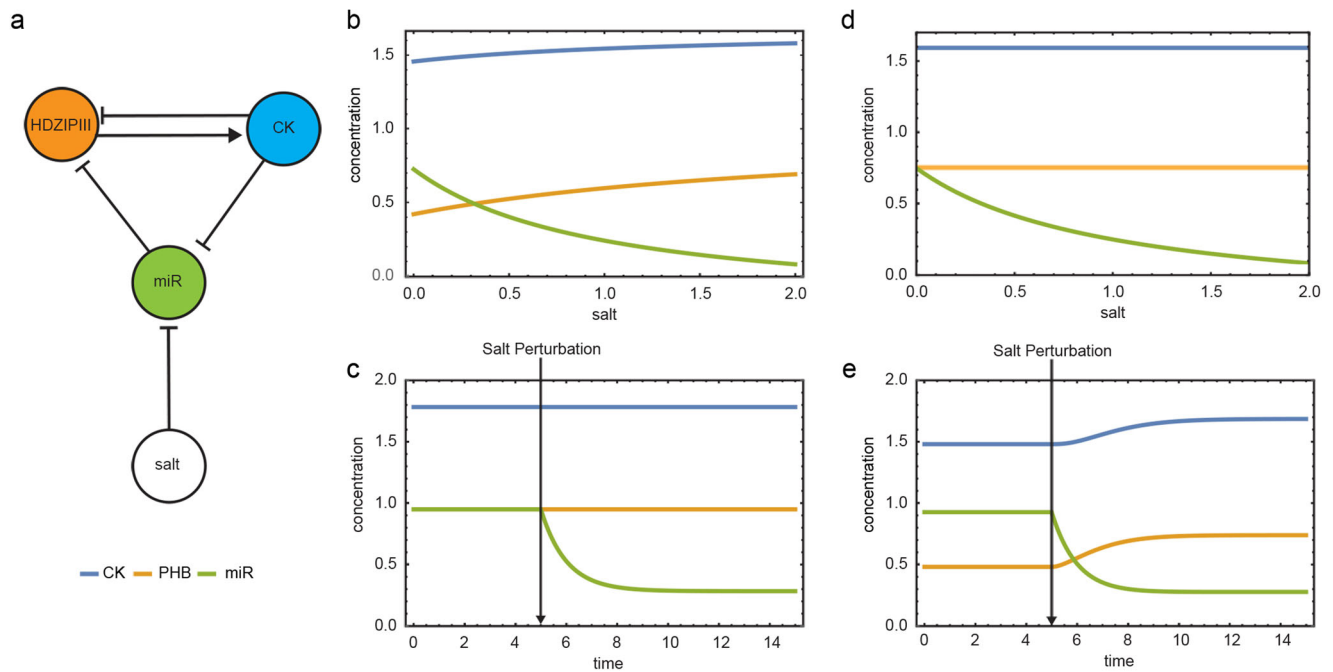 a
HDZIPIII
CK
miR
salt
CK PHB miR
b
concentration
1.5
1.0
0.5
0.0
0.0 0.5 1.0 1.5 2.0
salt
d
concentration
1.5
1.0
0.5
0.0
0.0 0.5 1.0 1.5 2.0
salt
Salt Perturbation
c
concentration
2.0
1.5
1.0
0.5
0.0
0 2 4 6 8 10 12 14
time
Salt Perturbation
e
concentration
2.0
1.5
1.0
0.5
0.0
0 2 4 6 8 10 12 14
time